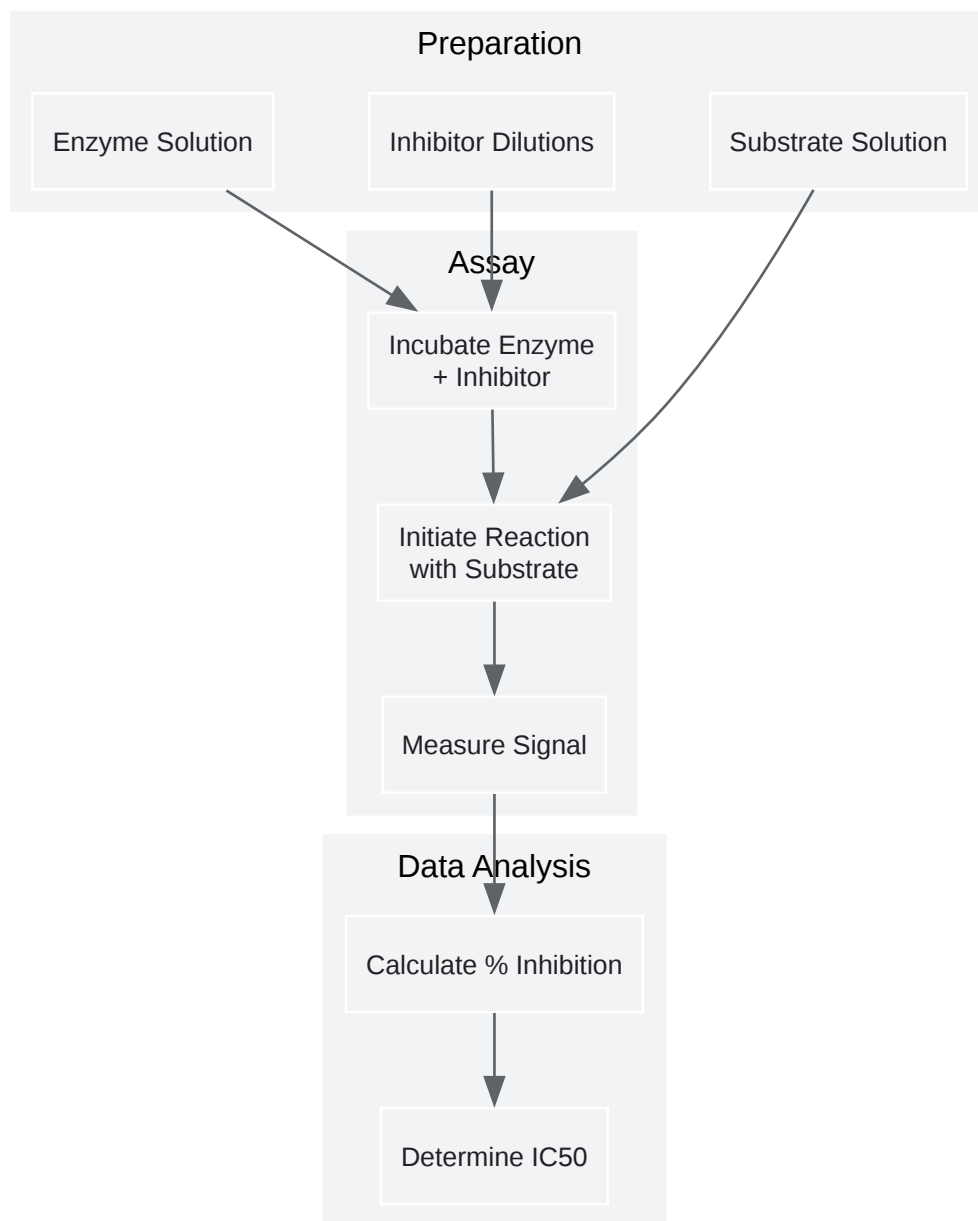 Preparation
Enzyme Solution
Inhibitor Dilutions
Substrate Solution
Assay
Incubate Enzyme
+ Inhibitor
Initiate Reaction
with Substrate
Measure Signal
Data Analysis
Calculate % Inhibition
Determine IC50